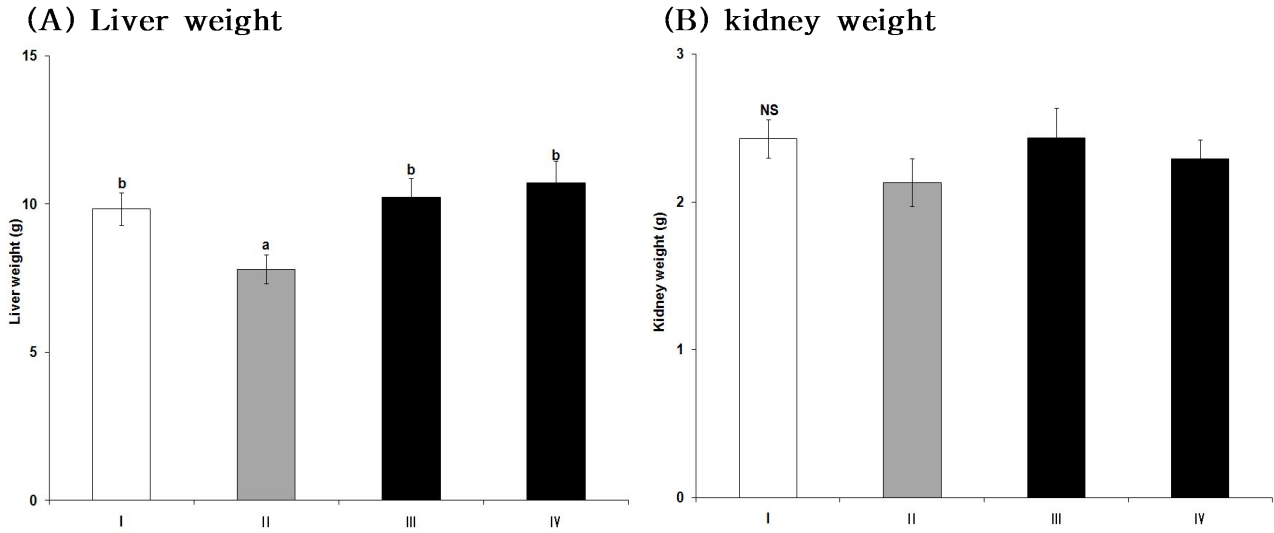 (A) Liver weight
15
10
5
0
Liver weight (g)
b
a
b
b
I
II
III
IV
(B) kidney weight
3
2
1
0
Kidney weight (g)
NS
I
II
III
IV